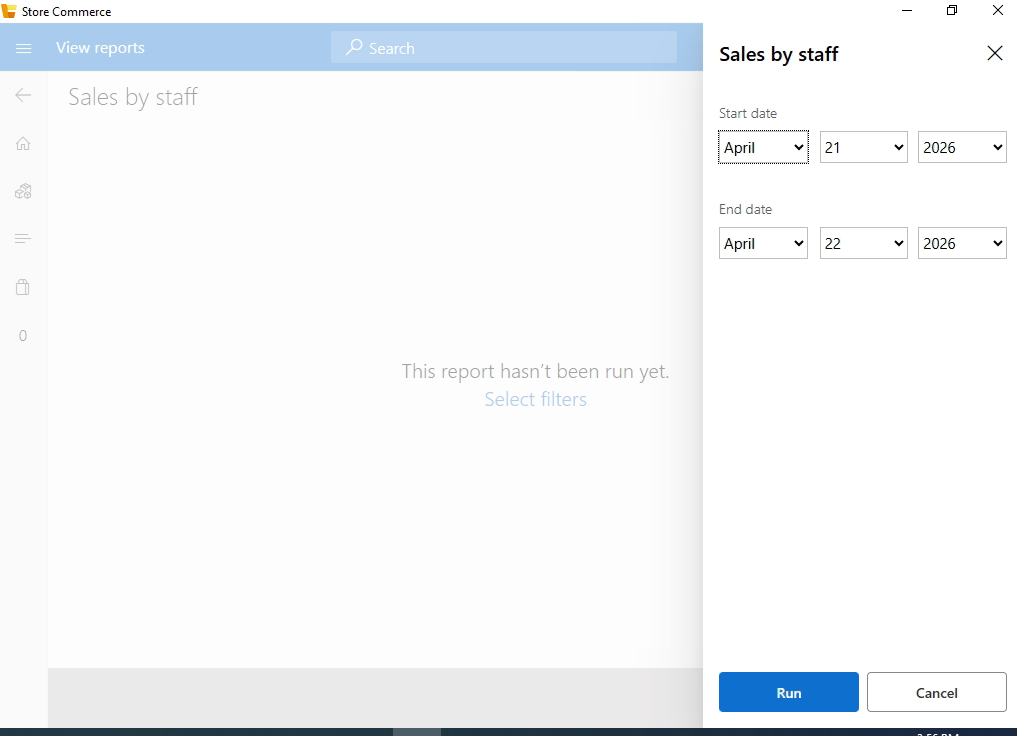 Store Commerce
View reports
Search
Sales by staff
0
This report hasn't been run yet.
Select filters
Sales by staff
Start date
April 21 2026
End date
April 22 2026
Run Cancel